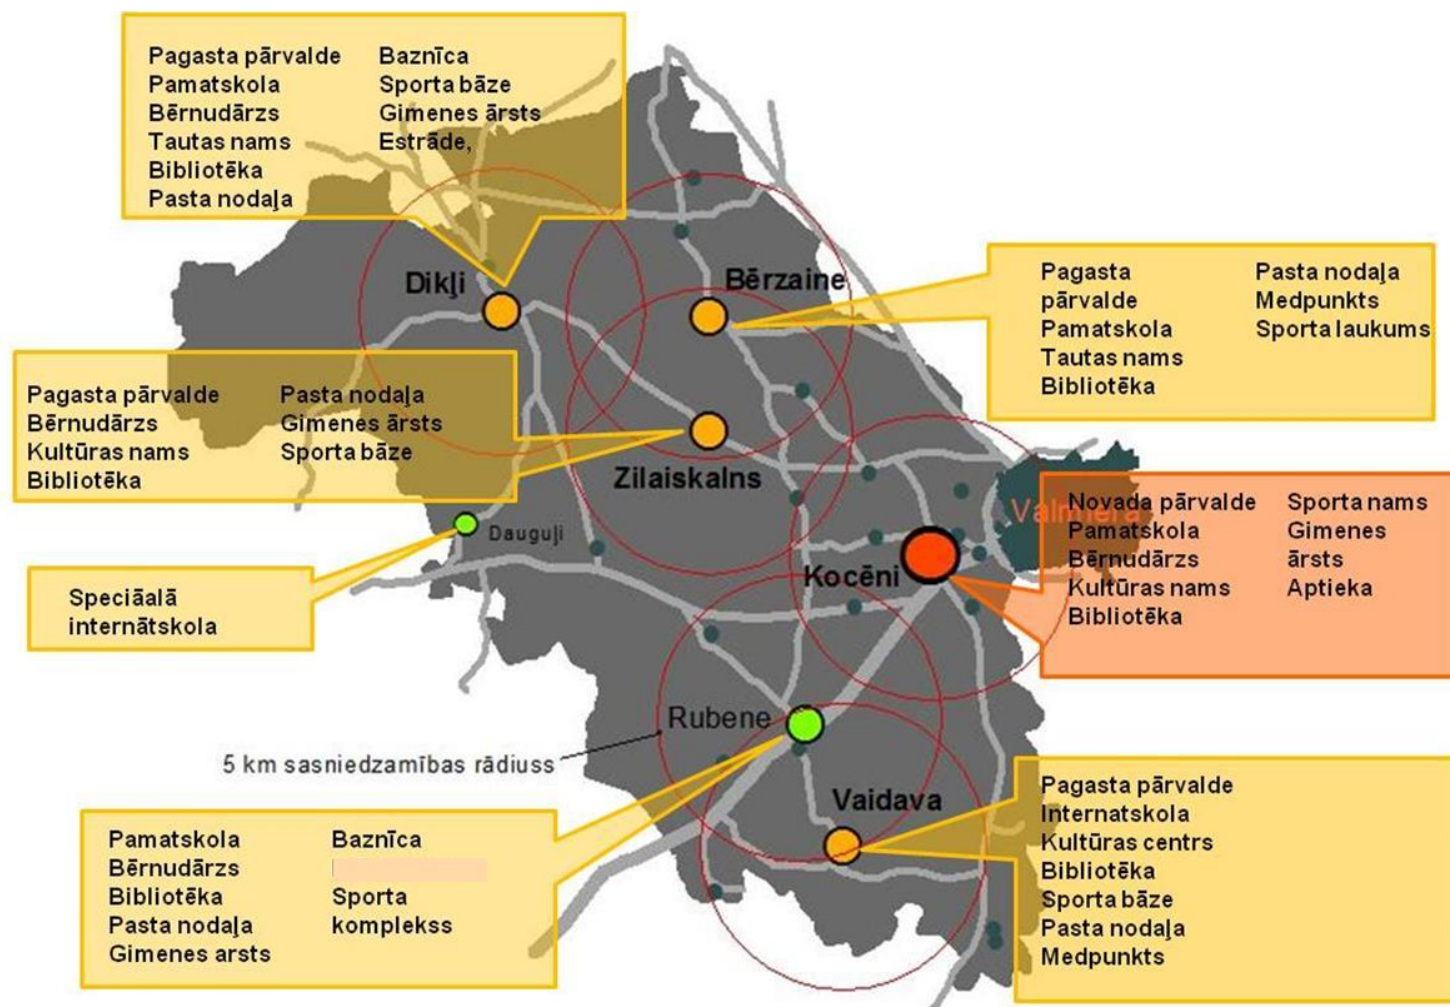 Pagasta pārvalde
Pamatskola
Bērnudārzs
Tautas nams
Bibliotēka
Pasta nodaļa
Baznīca
Sporta bāze
Gimenes ārsts
Estrāde,
Dikļi
Bērzaine
Pagasta
pārvalde
Pamatskola
Tautas nams
Bibliotēka
Pasta nodaļa
Medpunkts
Sporta laukums
Pagasta pārvalde
Bērnudārzs
Kultūras nams
Bibliotēka
Pasta nodaļa
Gimenes ārsts
Sporta bāze
Zilaiskalns
Valmiera
Novada pārvalde
Pamatskola
Bērnudārzs
Kultūras nams
Bibliotēka
Sporta nams
Gimenes
ārsts
Aptieka
Dauguļi
Kocēni
Speciāalā
internātskola
Rubene
5 km sasniedzamības rādiuss
Vaidava
Pagasta pārvalde
Internatskola
Kultūras centrs
Bibliotēka
Sporta bāze
Pasta nodaļa
Medpunkts
Pamatskola
Bērnudārzs
Bibliotēka
Pasta nodaļa
Gimenes arsts
Baznīca
Sporta
komplekss